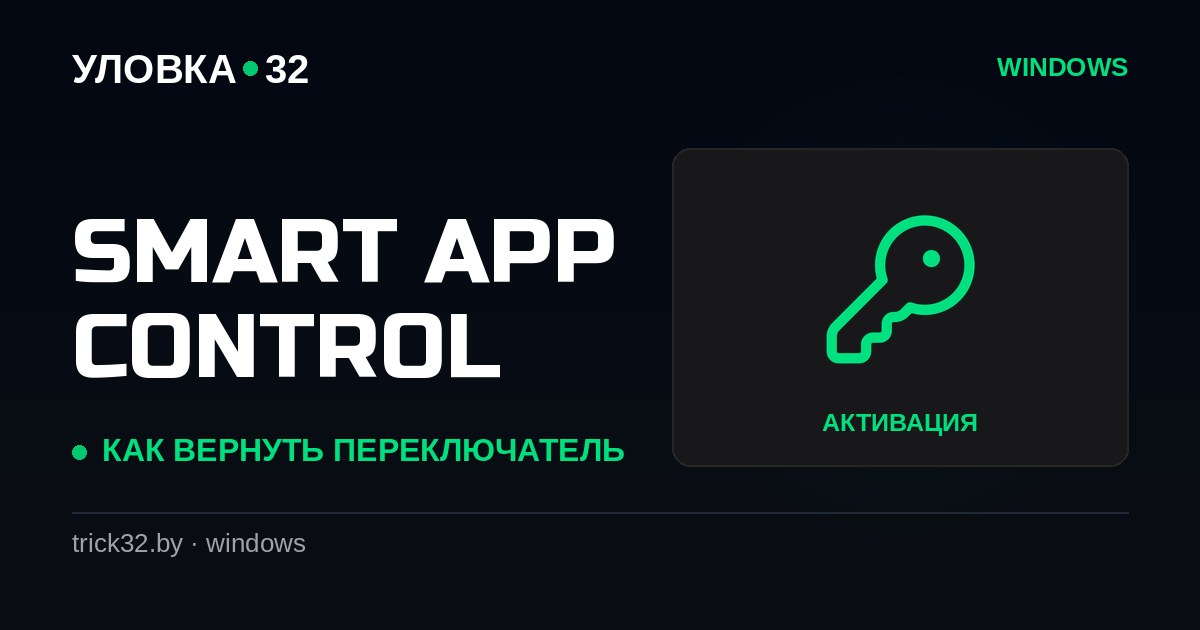 УЛОВКА•32
WINDOWS
SMART APP
CONTROL
• КАК ВЕРНУТЬ ПЕРЕКЛЮЧАТЕЛЬ
АКТИВАЦИЯ
trick32.by · windows